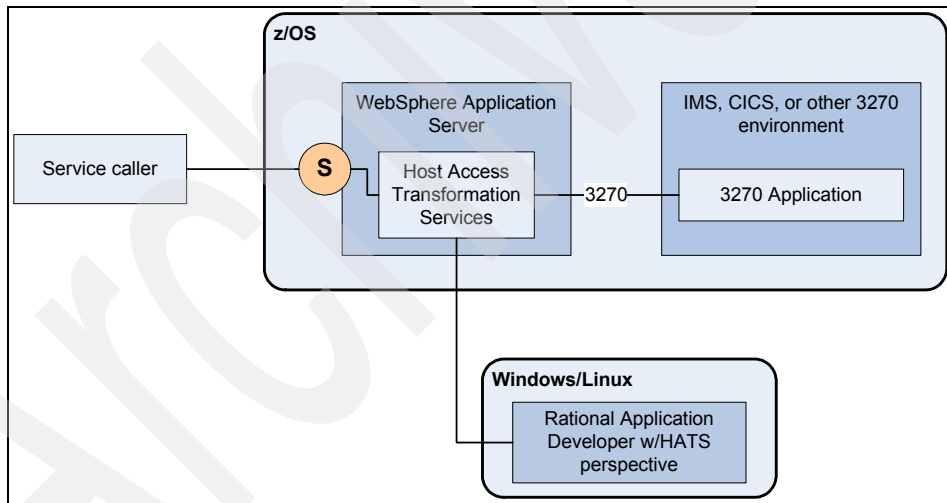 z/OS
WebSphere Application
Server
IMS, CICS, or other 3270
environment
Service caller
S
Host Access
Transformation
Services
3270
3270 Application
Windows/Linux
Rational Application
Developer w/HATS
perspective